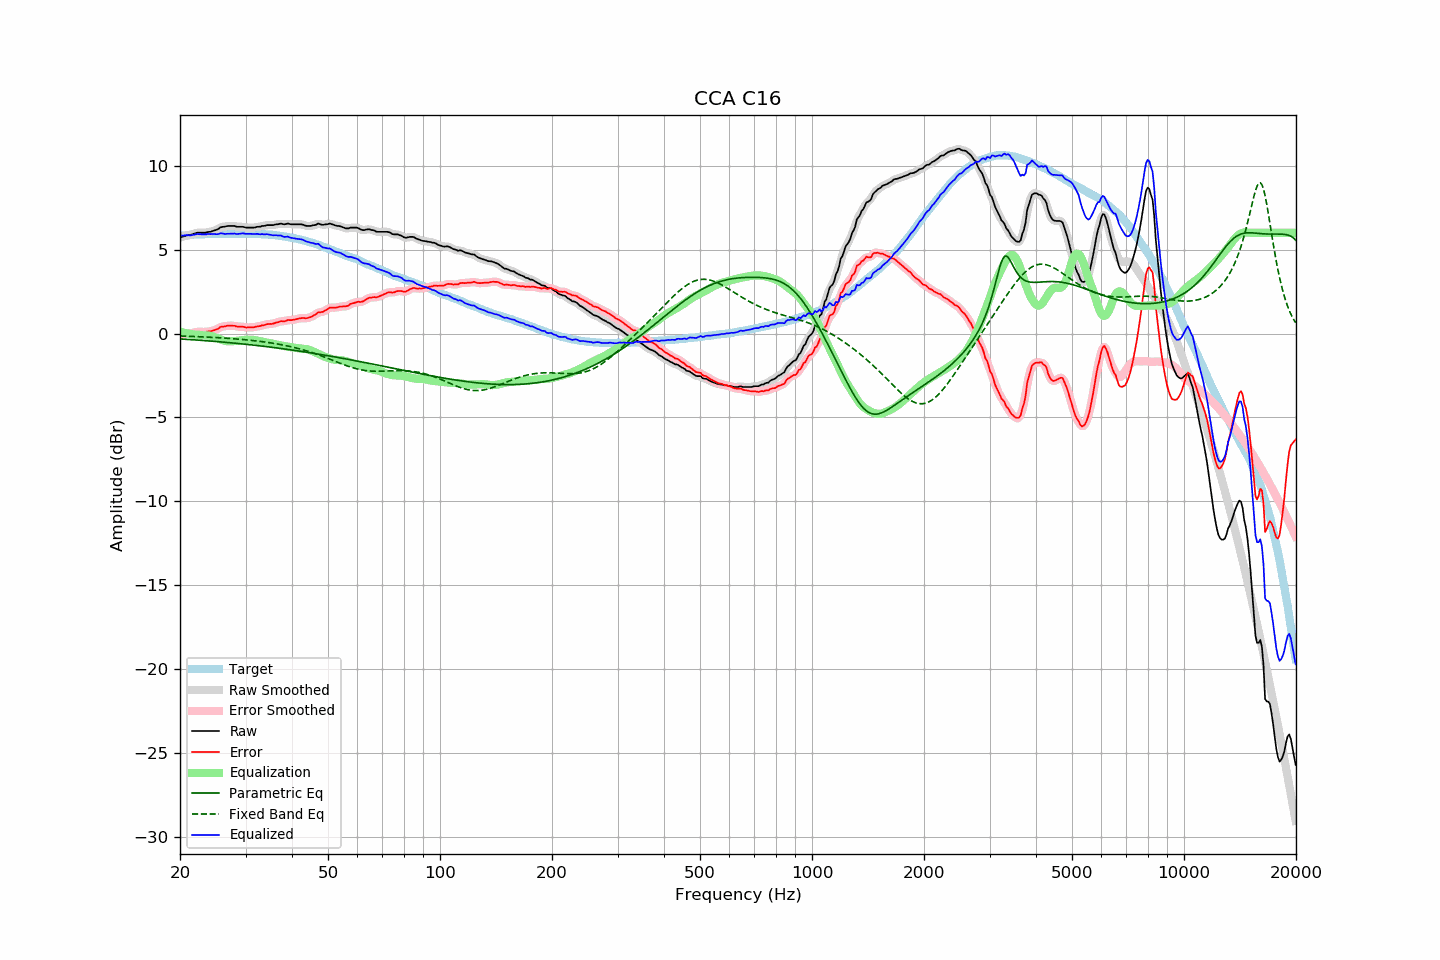 CCA C16
10
5
0
−5
−10
−15
−20
−25
−30
Amplitude (dBr)
Target
Raw Smoothed
Error Smoothed
Raw
Error
Equalization
Parametric Eq
Fixed Band Eq
Equalized
20 50 100 200 500 1000 2000 5000 10000 20000
Frequency (Hz)